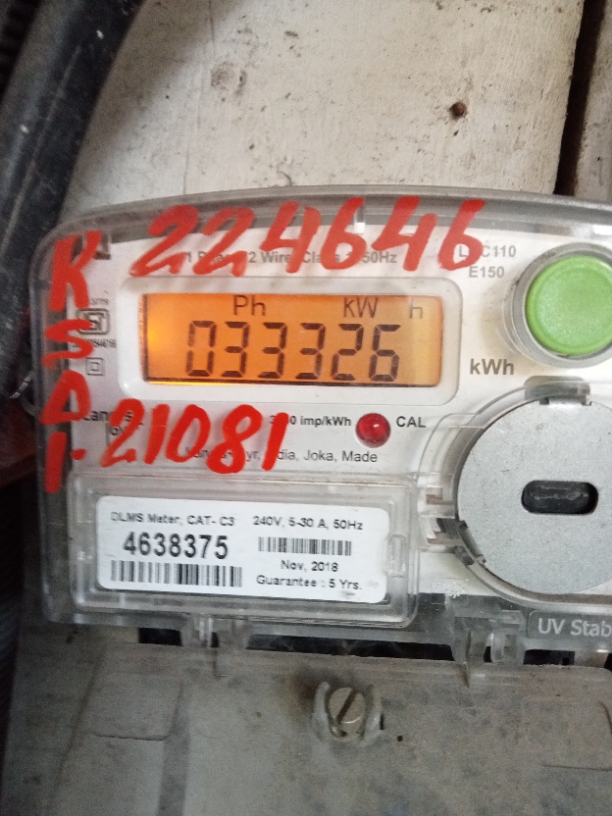 K 224646
E150
Ph kW h
033326
kWh
S
D
imp/kWh
CAL
1-21081
Joka, Made
DLMS Meter, CAT- C3
240V, 5-30 A, 50Hz
4638375
Nov, 2018
Guarantee : 5 Yrs.
UV Stab